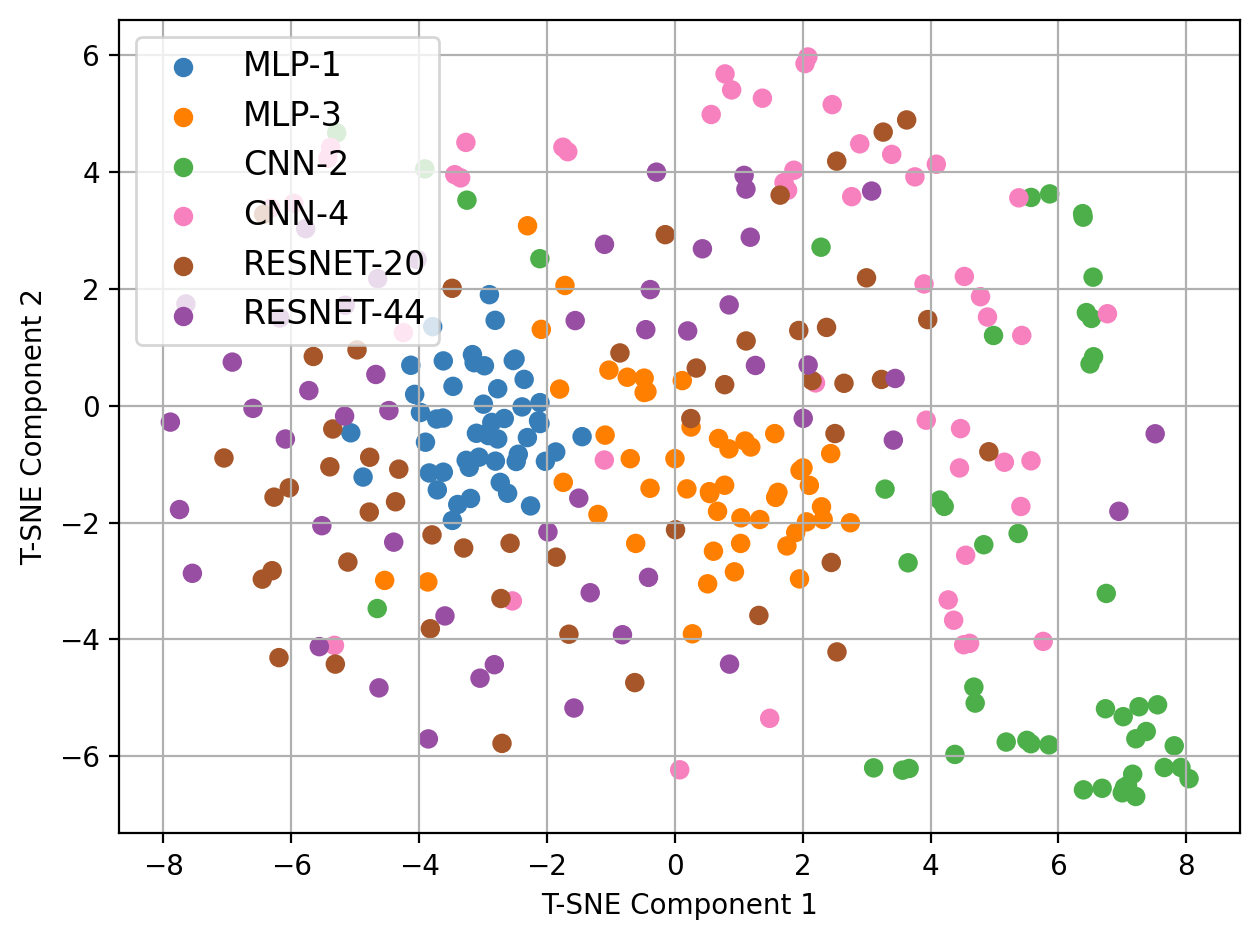 MLP-1
MLP-3
CNN-2
CNN-4
RESNET-20
RESNET-44
6
4
2
0
−2
−4
−6
T-SNE Component 2
−8 −6 −4 −2 0 2 4 6 8
T-SNE Component 1